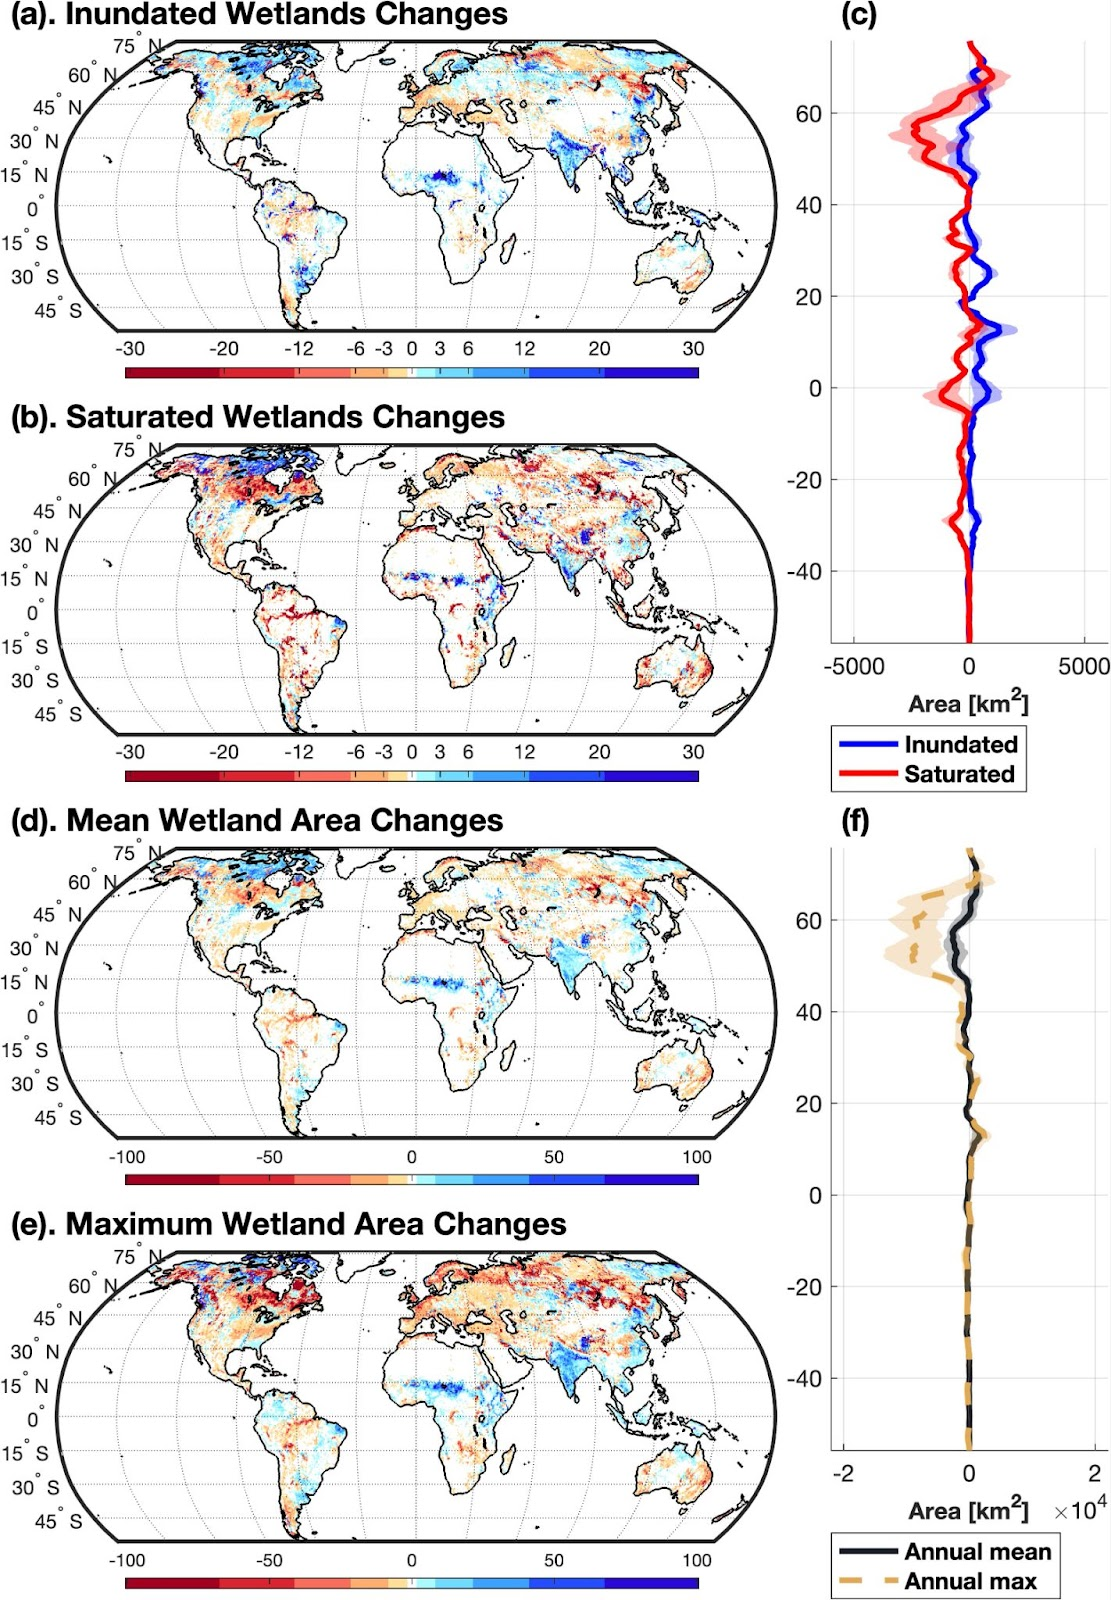 (a). Inundated Wetlands Changes
75° N
60° N
45° N
30° N
15° N
0°
15° S
30° S
45° S
-30 -20 -12 -6 -3 0 3 6 12 20 30
(b). Saturated Wetlands Changes
75° N
60° N
45° N
30° N
15° N
0°
15° S
30° S
45° S
-30 -20 -12 -6 -3 0 3 6 12 20 30
(c)
60
40
20
0
-20
-40
-5000 0 5000
Area [km²]
Inundated
Saturated
(d). Mean Wetland Area Changes
75° N
60° N
45° N
30° N
15° N
0°
15° S
30° S
45° S
-100 -50 0 50 100
(e). Maximum Wetland Area Changes
75° N
60° N
45° N
30° N
15° N
0°
15° S
30° S
45° S
-100 -50 0 50 100
(f)
60
40
20
0
-20
-40
-2 0 2
Area [km²] ×10⁴
Annual mean
Annual max